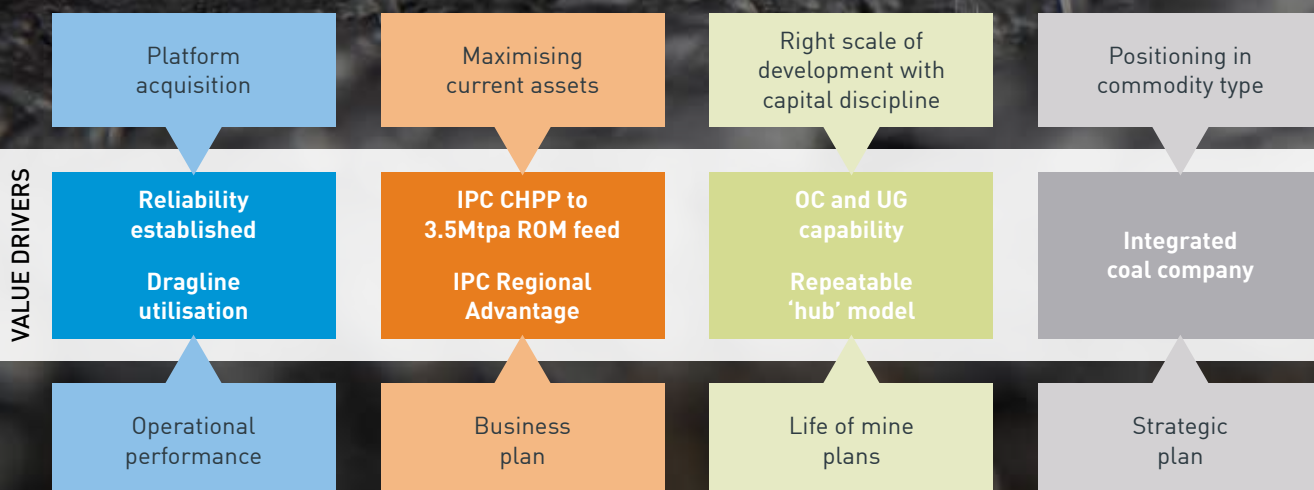 Platform
acquisition
Maximising
current assets
Right scale of
development with
capital discipline
Positioning in
commodity type
VALUE DRIVERS
Reliability
established
Dragline
utilisation
IPC CHPP to
3.5Mtpa ROM feed
IPC Regional
Advantage
OC and UG
capability
Repeatable
‘hub’ model
Integrated
coal company
Operational
performance
Business
plan
Life of mine
plans
Strategic
plan